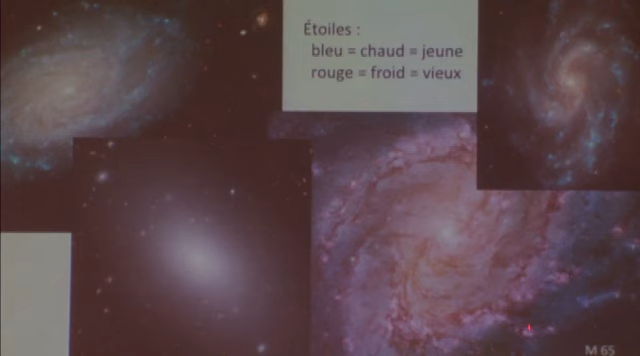 Étoiles :
bleu = chaud = jeune
rouge = froid = vieux
M 65